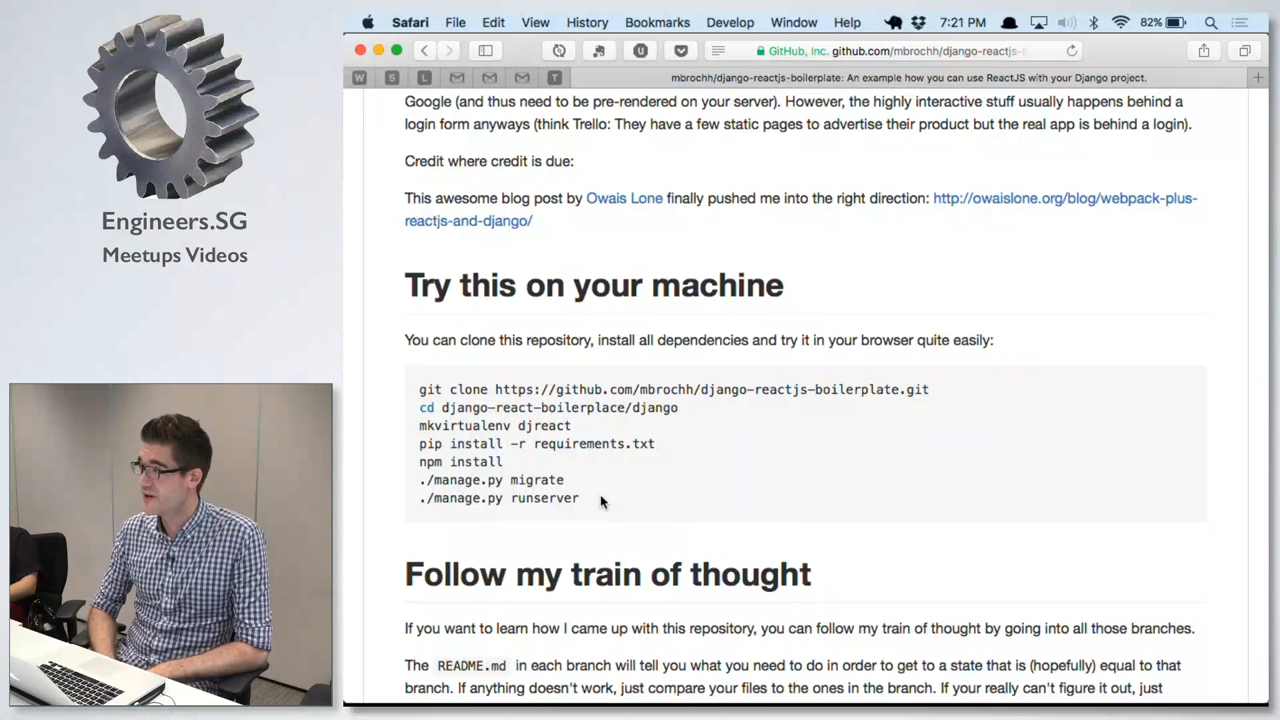 Engineers.SG
Meetups Videos
Safari File Edit View History Bookmarks Develop Window Help 7:21 PM 82%
GitHub, Inc. github.com/mbrochh/django-reactjs-
W 5 L T mbrochh/django-reactjs-boilerplate: An example how you can use ReactJS with your Django project.
Google (and thus need to be pre-rendered on your server). However, the highly interactive stuff usually happens behind a
login form anyways (think Trello: They have a few static pages to advertise their product but the real app is behind a login).
Credit where credit is due:
This awesome blog post by Owais Lone finally pushed me into the right direction: http://owaislone.org/blog/webpack-plus-
reactjs-and-django/
Try this on your machine
You can clone this repository, install all dependencies and try it in your browser quite easily:
git clone https://github.com/mbrochh/django-reactjs-boilerplate.git
cd django-react-boilerplace/django
mkvirtualenv djreact
pip install -r requirements.txt
npm install
./manage.py migrate
./manage.py runserver
Follow my train of thought
If you want to learn how I came up with this repository, you can follow my train of thought by going into all those branches.
The README.md in each branch will tell you what you need to do in order to get to a state that is (hopefully) equal to that
branch. If anything doesn't work, just compare your files to the ones in the branch. If your really can't figure it out, just